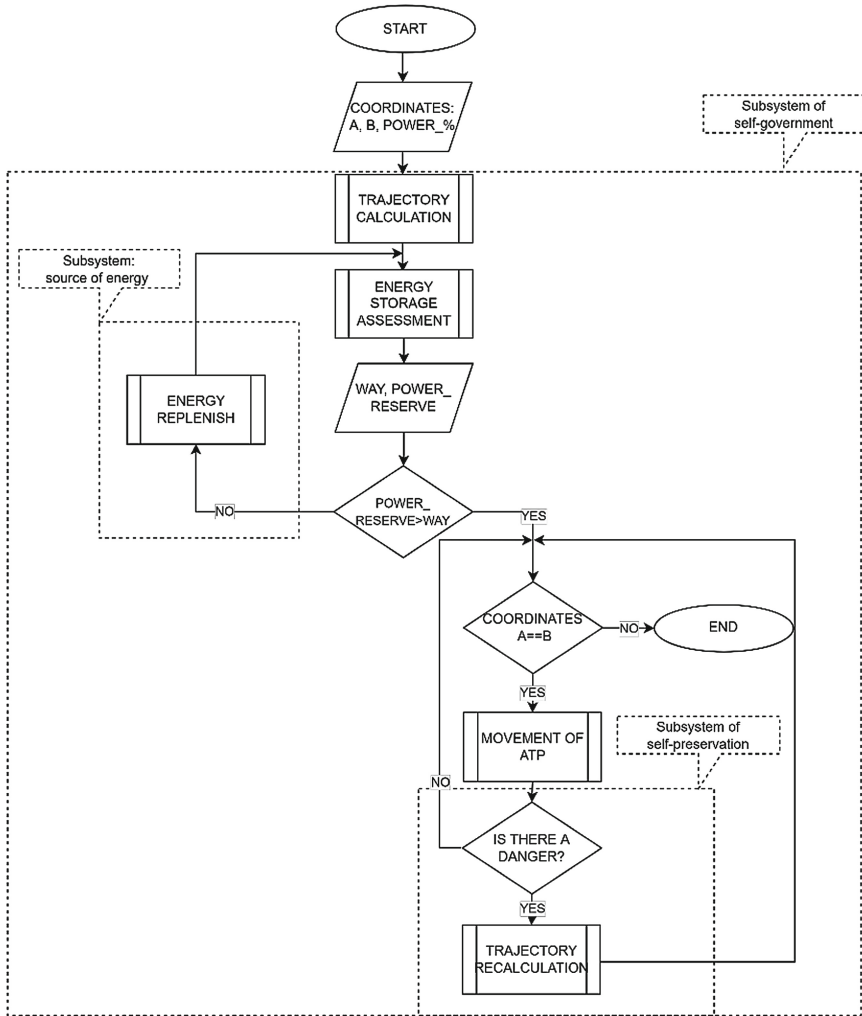 START
COORDINATES:
A, B, POWER_%
Subsystem of
self-government
TRAJECTORY
CALCULATION
Subsystem:
source of energy
ENERGY
STORAGE
ASSESSMENT
WAY, POWER_
RESERVE
ENERGY
REPLENISH
POWER_
RESERVE>WAY
NO
YES
COORDINATES
A==B
NO
END
YES
MOVEMENT OF
ATP
Subsystem of
self-preservation
NO
IS THERE A
DANGER?
YES
TRAJECTORY
RECALCULATION